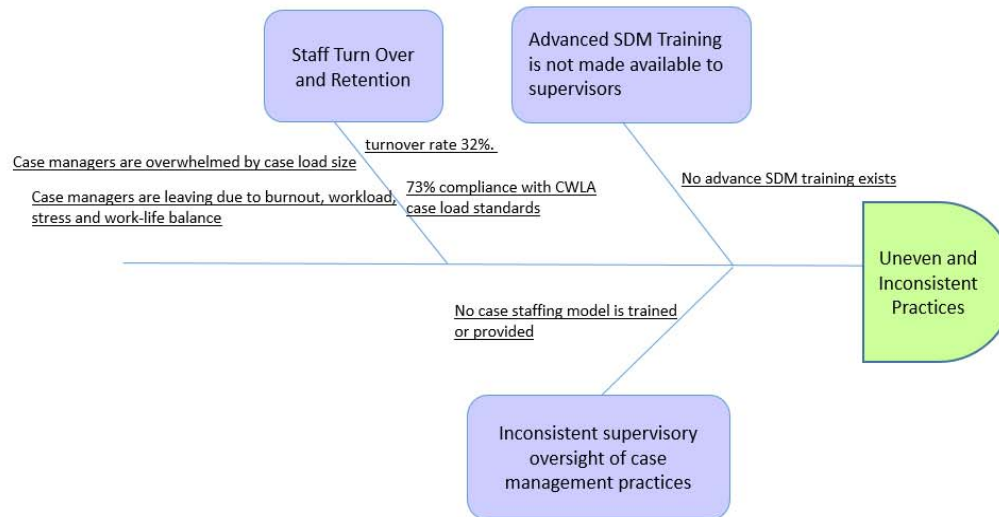 Staff Turn Over
and Retention
Advanced SDM Training
is not made available to
supervisors
turnover rate 32%.
Case managers are overwhelmed by case load size
Case managers are leaving due to burnout, workload,
stress and work-life balance
73% compliance with CWLA
case load standards
No advance SDM training exists
Uneven and
Inconsistent
Practices
No case staffing model is trained
or provided
Inconsistent supervisory
oversight of case
management practices